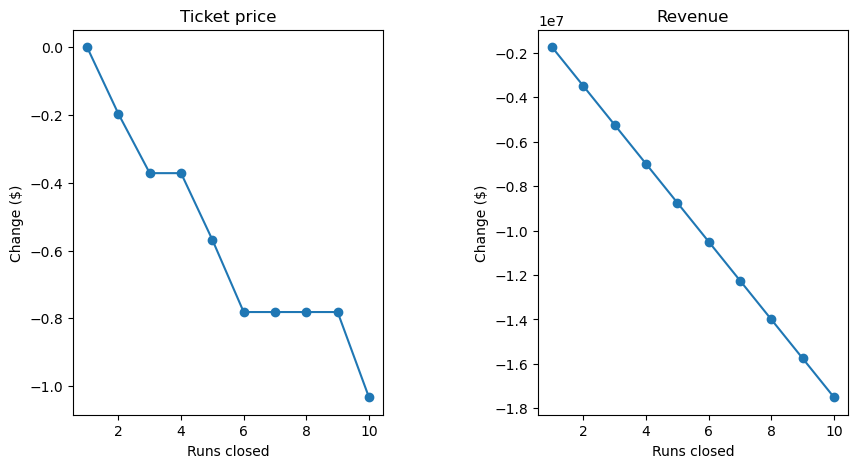 Ticket price
0.0
−0.2
−0.4
−0.6
−0.8
−1.0
Change ($)
2 4 6 8 10
Runs closed
Revenue
1e7
−0.2
−0.4
−0.6
−0.8
−1.0
−1.2
−1.4
−1.6
−1.8
Change ($)
2 4 6 8 10
Runs closed